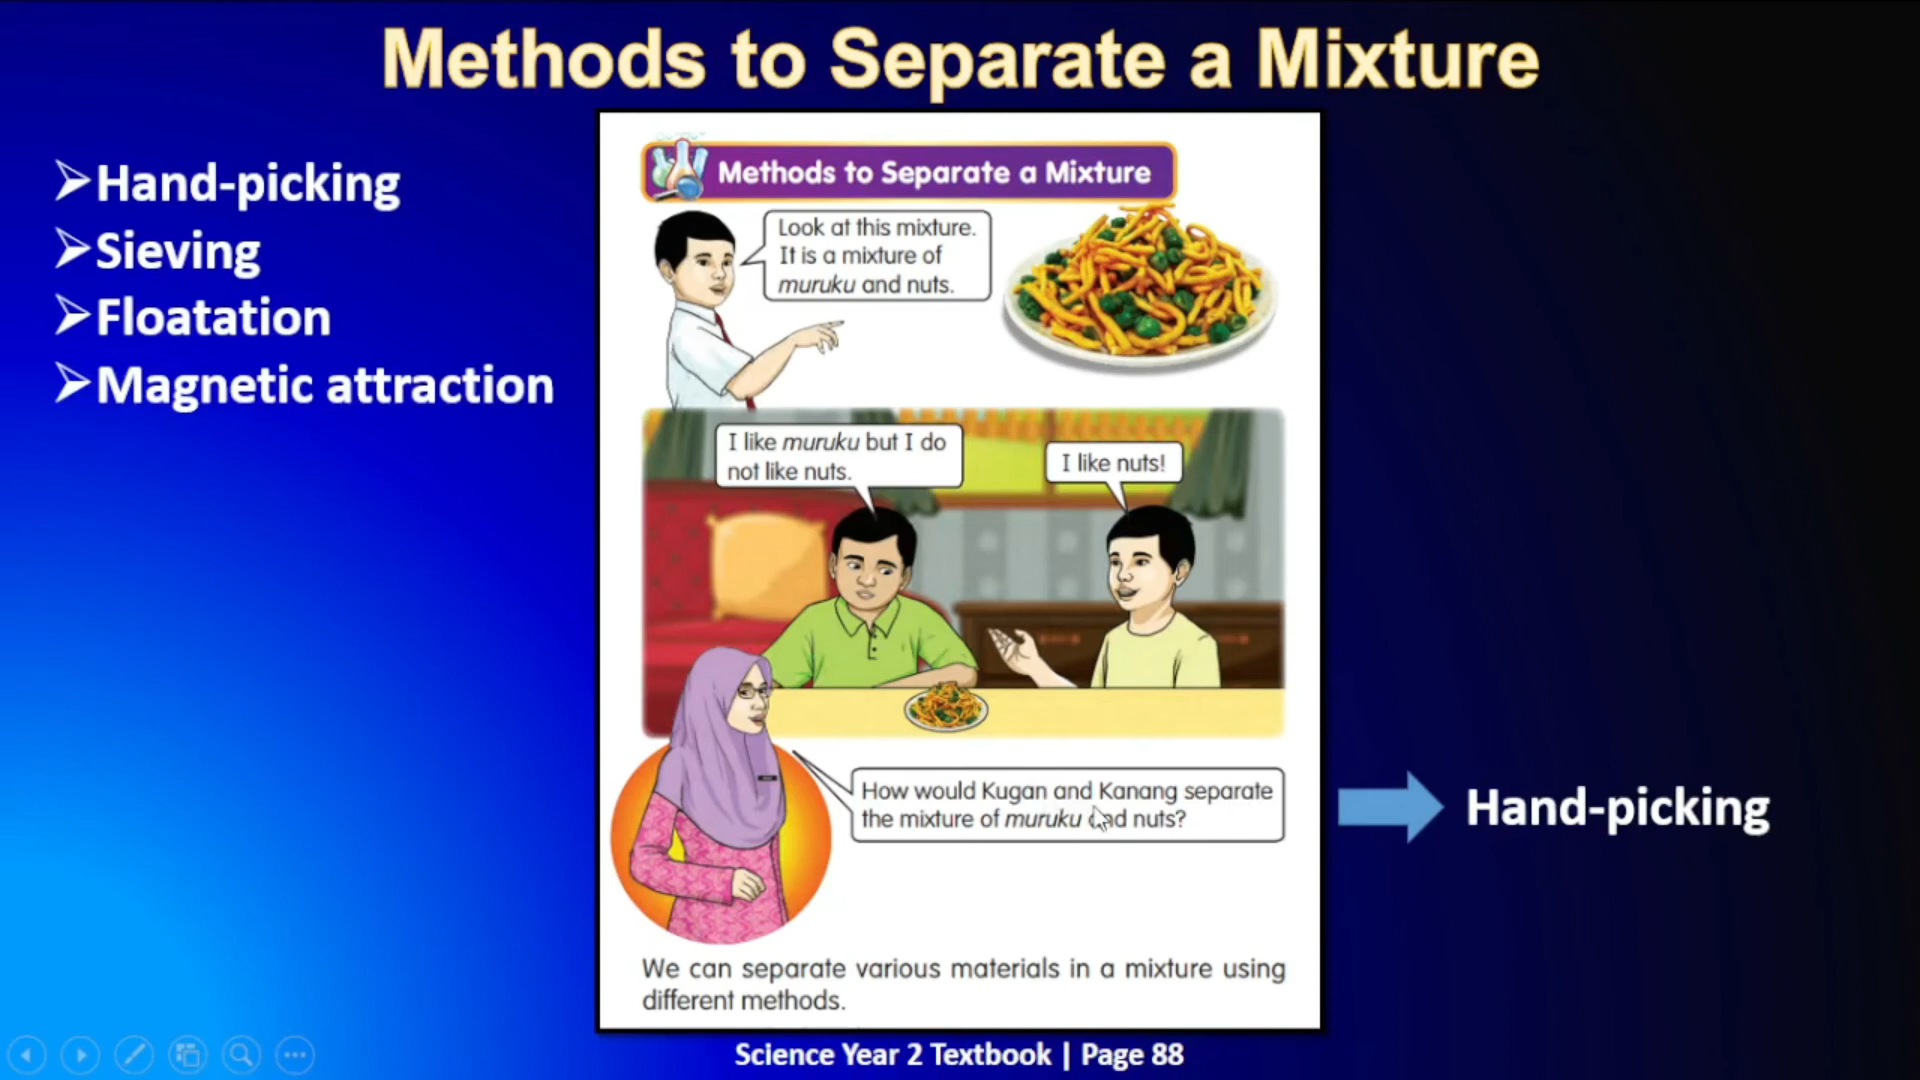 Methods to Separate a Mixture
➢Hand-picking
➢Sieving
➢Floatation
➢Magnetic attraction
Methods to Separate a Mixture
Look at this mixture.
It is a mixture of
muruku and nuts.
I like muruku but I do
not like nuts.
I like nuts!
How would Kugan and Kanang separate
the mixture of muruku and nuts?
Hand-picking
We can separate various materials in a mixture using
different methods.
Science Year 2 Textbook | Page 88